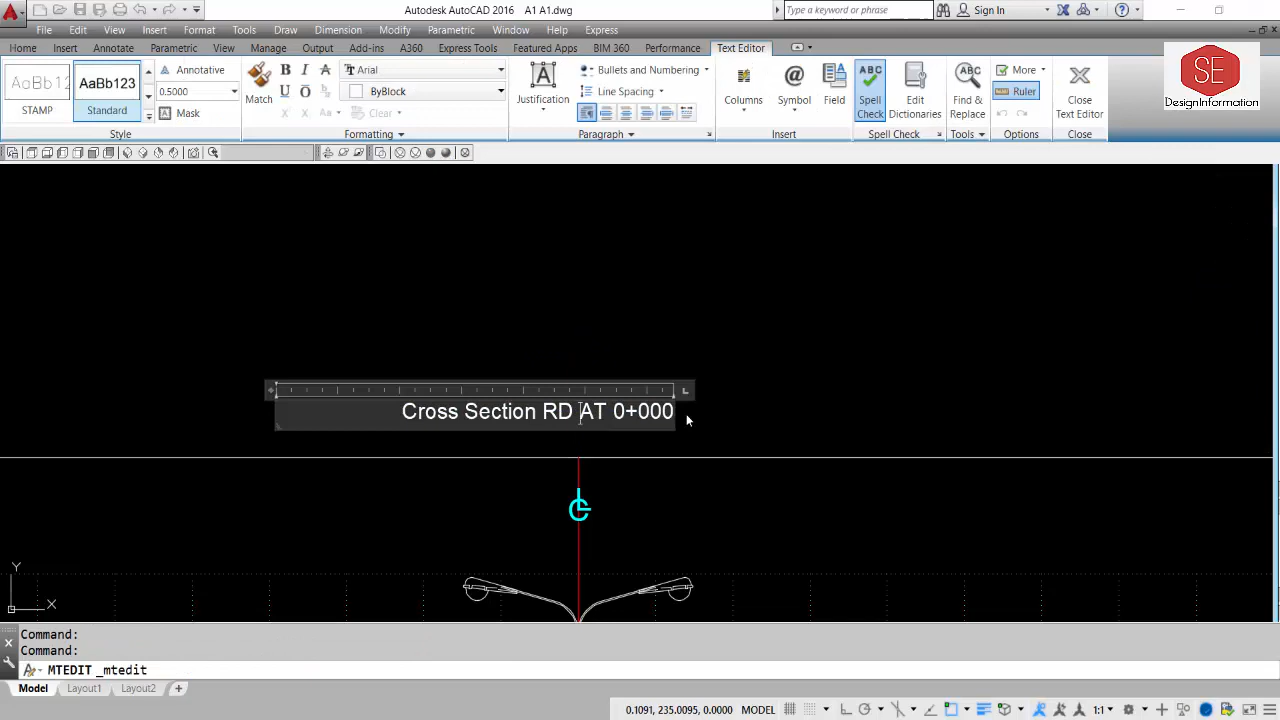 Autodesk AutoCAD 2016 A1 A1.dwg
Type a keyword or phrase
Sign In
File Edit View Insert Format Tools Draw Dimension Modify Parametric Window Help Express
Home Insert Annotate Parametric View Manage Output Add-ins A360 Express Tools Featured Apps BIM 360 Performance Text Editor
SE
DesignInformation
AaBb12
STAMP
AaBb123
Standard
Annotative
0.5000
Mask
Style
Match
B I A Arial
U O ByBlock
Aa Clear
Formatting
Justification
Bullets and Numbering
Line Spacing
Paragraph
Columns
Symbol
Field
Insert
ABC
Spell
Check
Edit
Dictionaries
Spell Check
ABC
Find &
Replace
Tools
More
Ruler
Options
Close
Text Editor
Close
Cross Section RD AT 0+000
Y
X
Command:
Command:
MTEDIT _mtedit
Model Layout1 Layout2
0.1091, 235.0095, 0.0000 MODEL
1:1